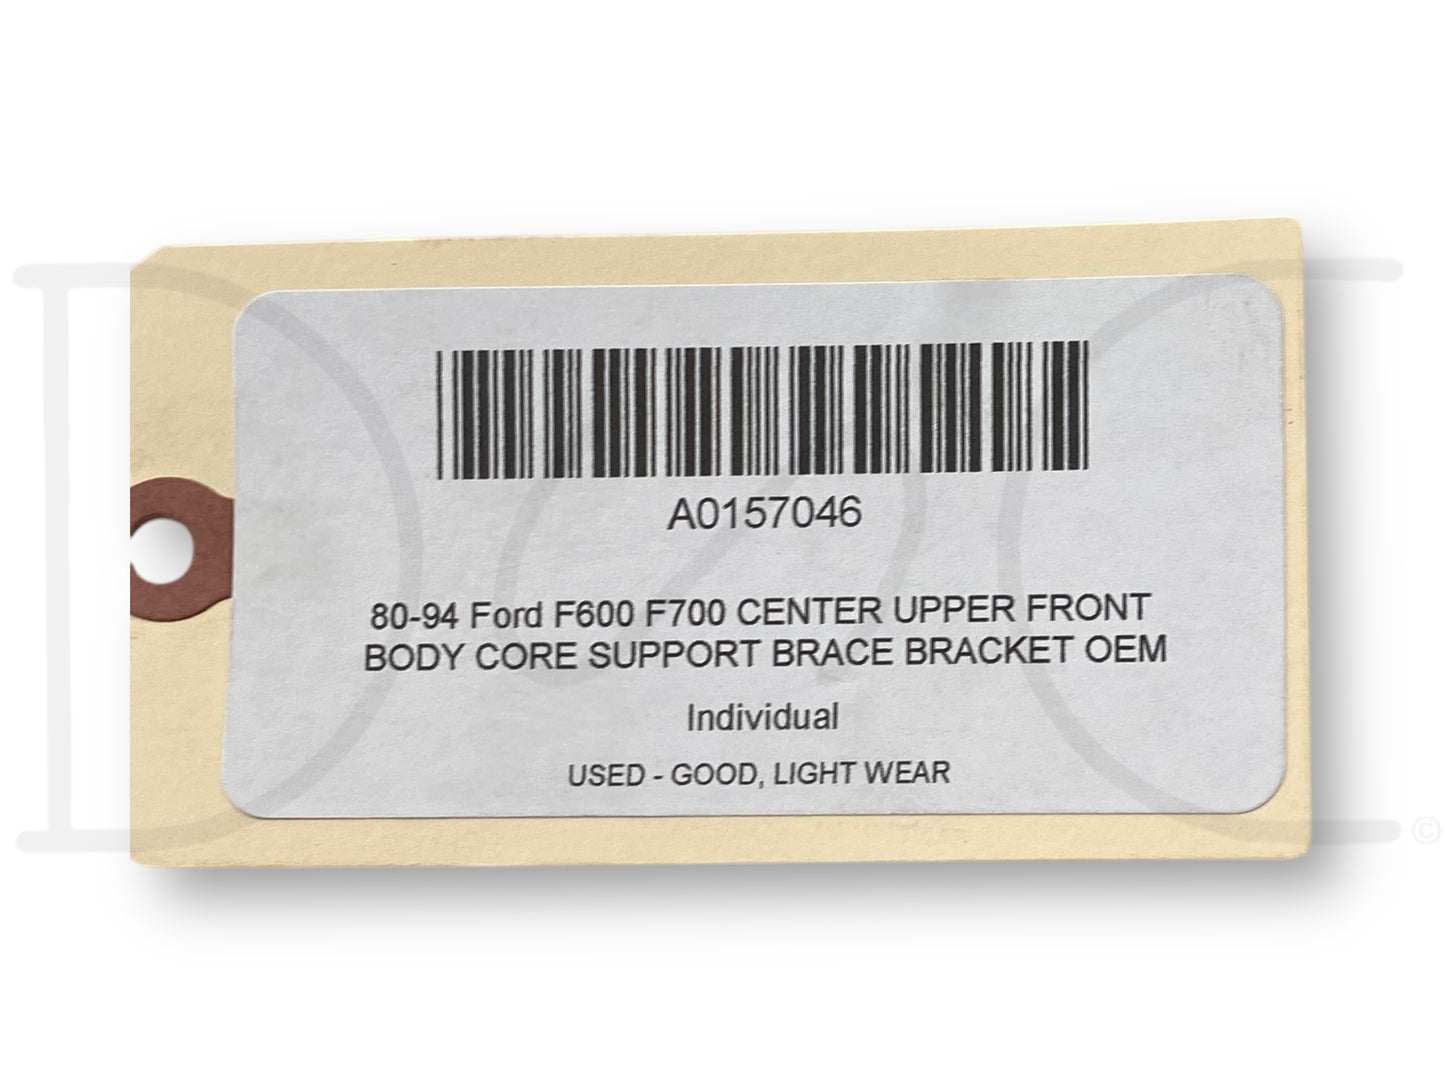 A0157046
80-94 Ford F600 F700 CENTER UPPER FRONT
BODY CORE SUPPORT BRACE BRACKET OEM
Individual
USED - GOOD, LIGHT WEAR
©